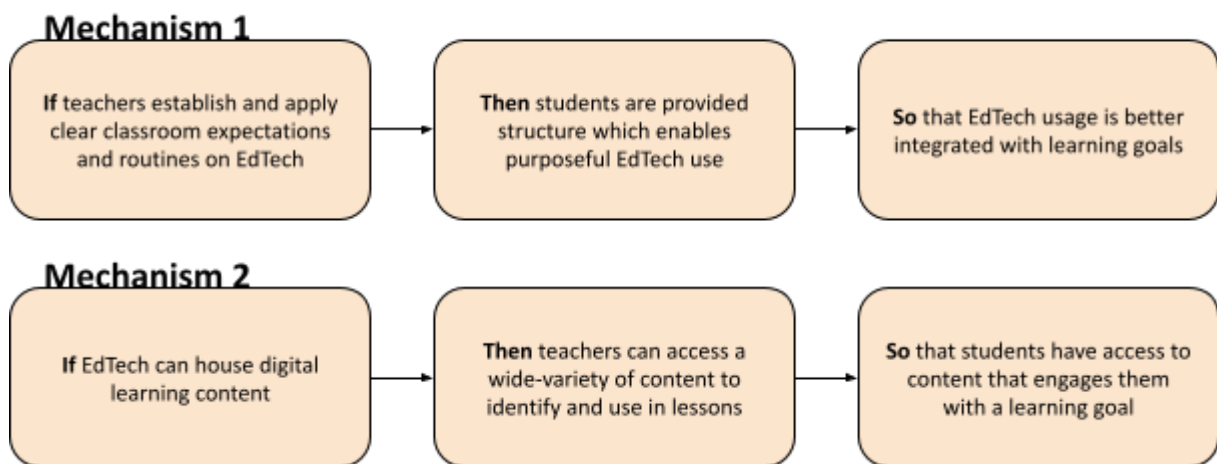 Mechanism 1
If teachers establish and apply
clear classroom expectations
and routines on EdTech
Then students are provided
structure which enables
purposeful EdTech use
So that EdTech usage is better
integrated with learning goals
Mechanism 2
If EdTech can house digital
learning content
Then teachers can access a
wide-variety of content to
identify and use in lessons
So that students have access to
content that engages them
with a learning goal